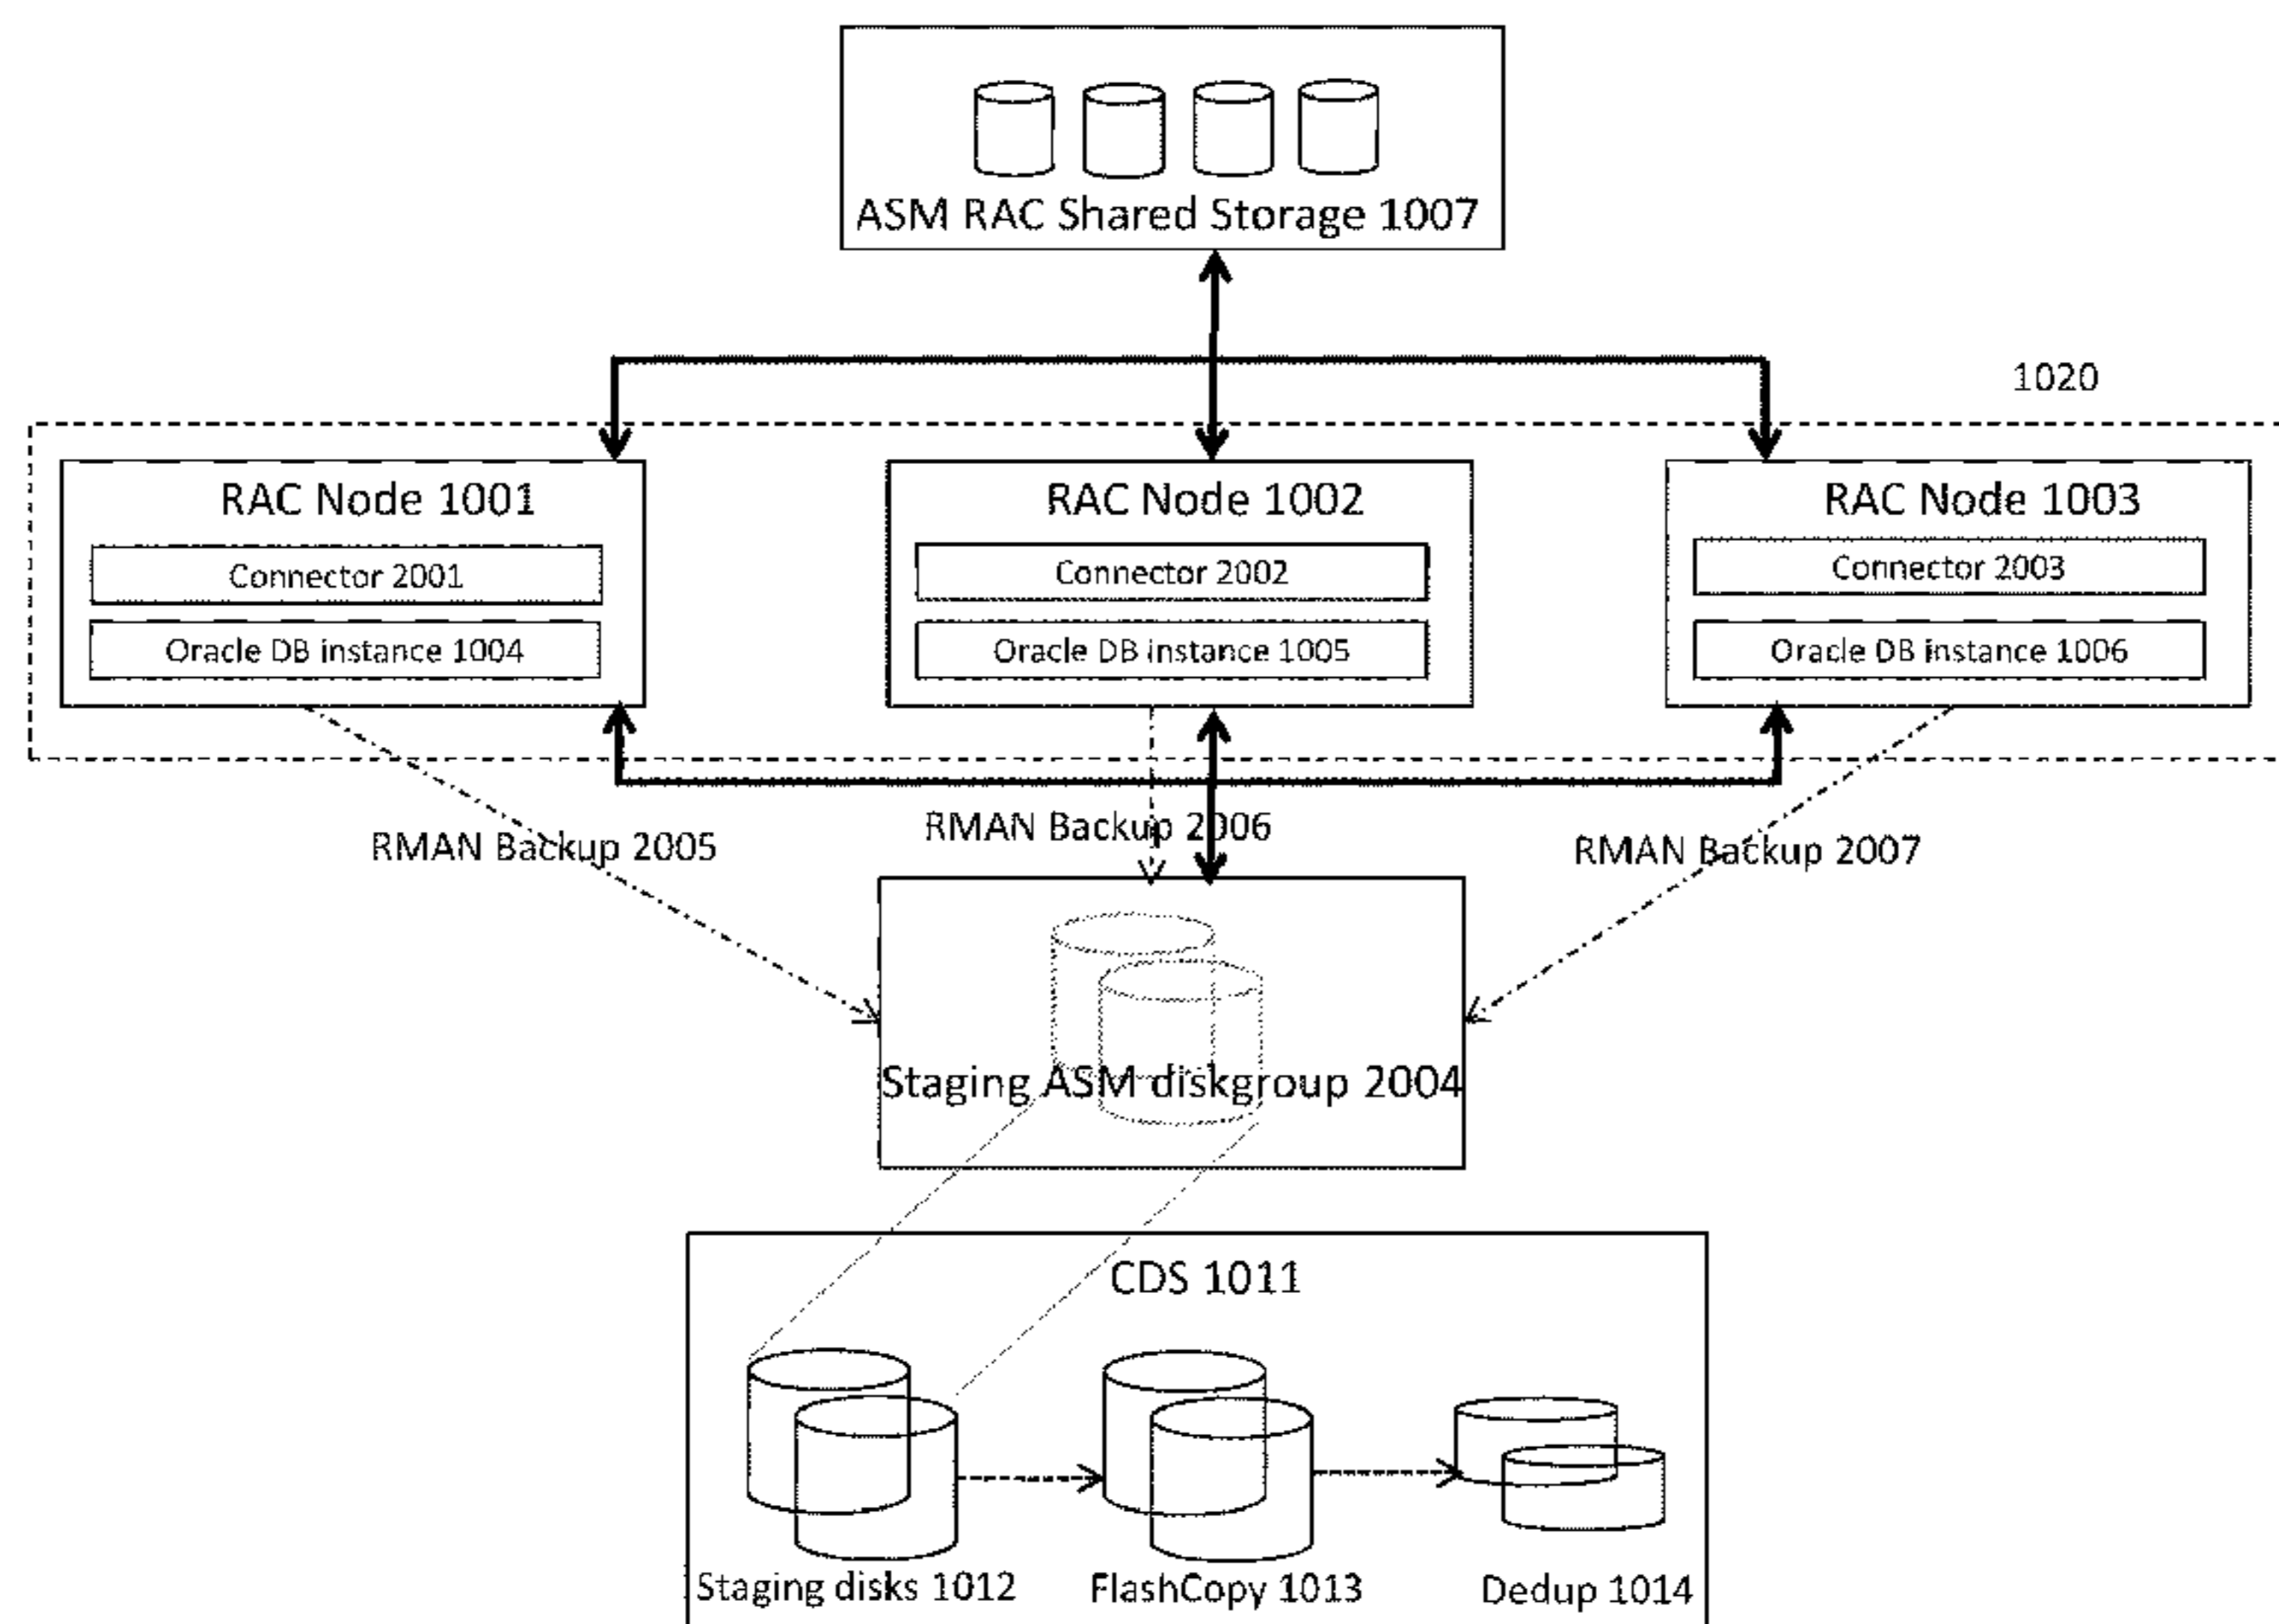 ASM RAC Shared Storage 1007
1020
RAC Node 1001
Connector 2001
Oracle DB instance 1004
RAC Node 1002
Connector 2002
Oracle DB instance 1005
RAC Node 1003
Connector 2003
Oracle DB instance 1006
RMAN Backup 2005
RMAN Backup 2006
RMAN Backup 2007
Staging ASM diskgroup 2004
CDS 1011
Staging disks 1012
FlashCopy 1013
Dedup 1014